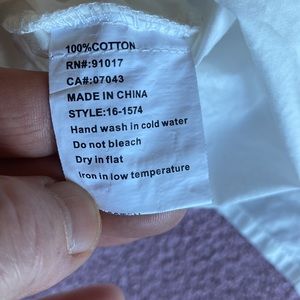 100%COTTON
RN#:91017
CA#:07043
MADE IN CHINA
STYLE:16-1574
Hand wash in cold water
Do not bleach
Dry in flat
Iron in low temperature